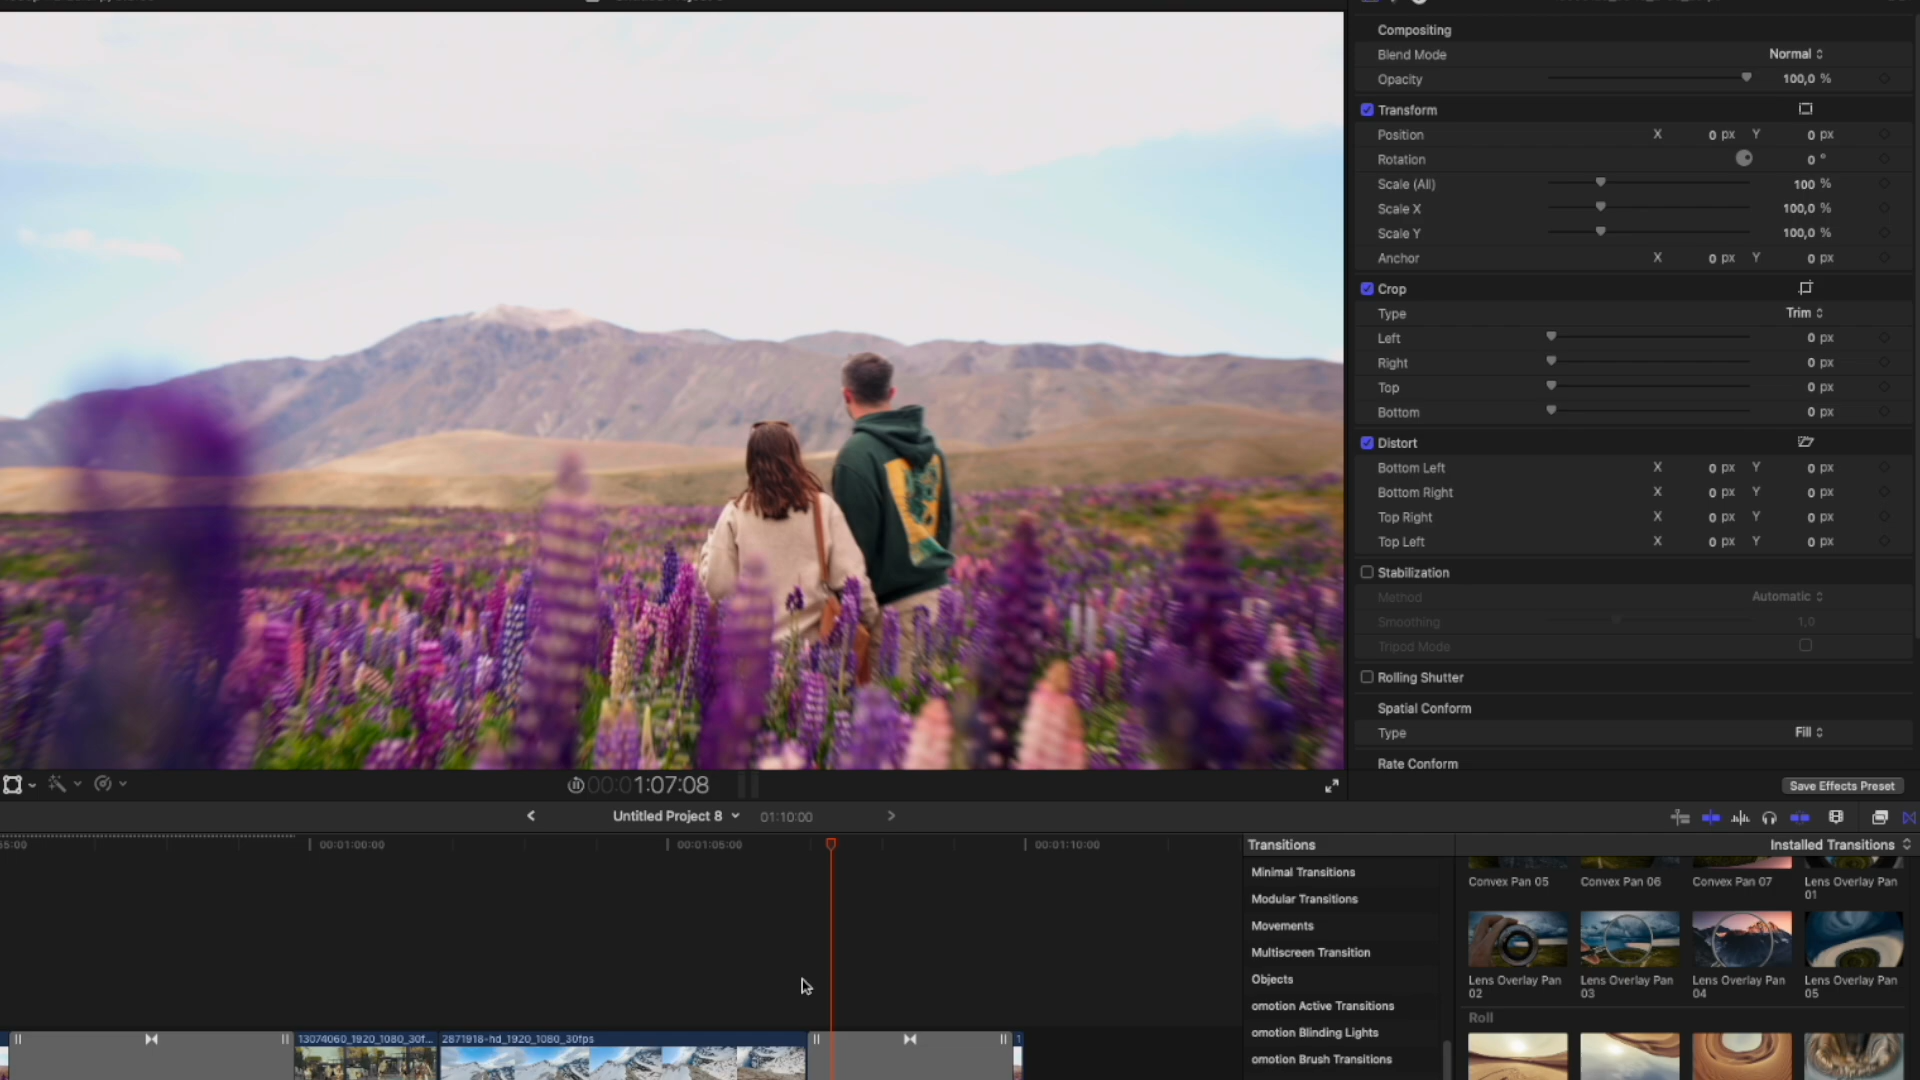 Compositing
Blend Mode Normal
Opacity 100,0 %
Transform
Position X 0 px Y 0 px
Rotation 0 °
Scale (All) 100 %
Scale X 100,0 %
Scale Y 100,0 %
Anchor X 0 px Y 0 px
Crop
Type Trim
Left 0 px
Right 0 px
Top 0 px
Bottom 0 px
Distort
Bottom Left X 0 px Y 0 px
Bottom Right X 0 px Y 0 px
Top Right X 0 px Y 0 px
Top Left X 0 px Y 0 px
Stabilization
Method Automatic
Smoothing 1,0
Tripod Mode
Rolling Shutter
Spatial Conform
Type Fill
Rate Conform
Save Effects Preset
00:01:07:08
Untitled Project 8 01:10:00
55:00 00:01:00:00 00:01:05:00 00:01:10:00
13074060_1920_1080_30f... 2871918-hd_1920_1080_30fps 1
Transitions Installed Transitions
Minimal Transitions
Modular Transitions
Movements
Multiscreen Transition
Objects
omotion Active Transitions
omotion Blinding Lights
omotion Brush Transitions
Convex Pan 05 Convex Pan 06 Convex Pan 07 Lens Overlay Pan 01
Lens Overlay Pan 02 Lens Overlay Pan 03 Lens Overlay Pan 04 Lens Overlay Pan 05
Roll